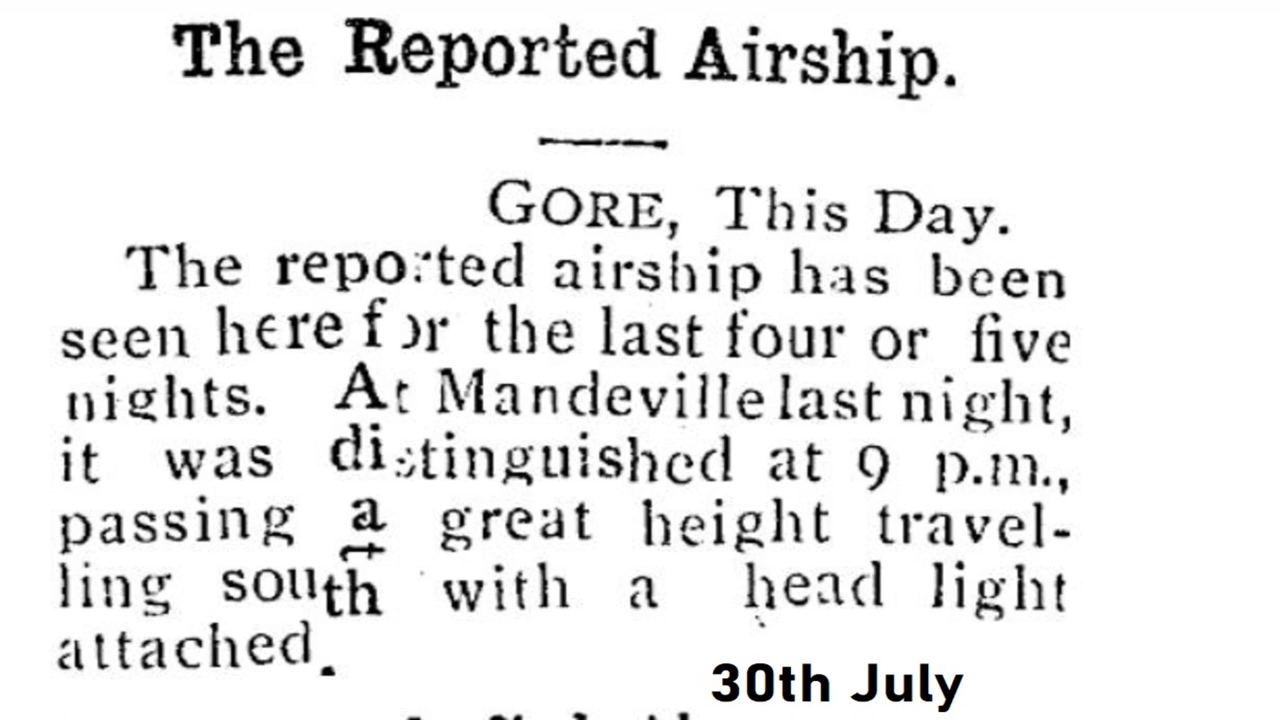 The Reported Airship.
GORE, This Day.
The reported airship has been
seen here for the last four or five
nights. At Mandeville last night,
it was distinguished at 9 p.m.,
passing a great height travel-
ling south with a head light
attached.
30th July